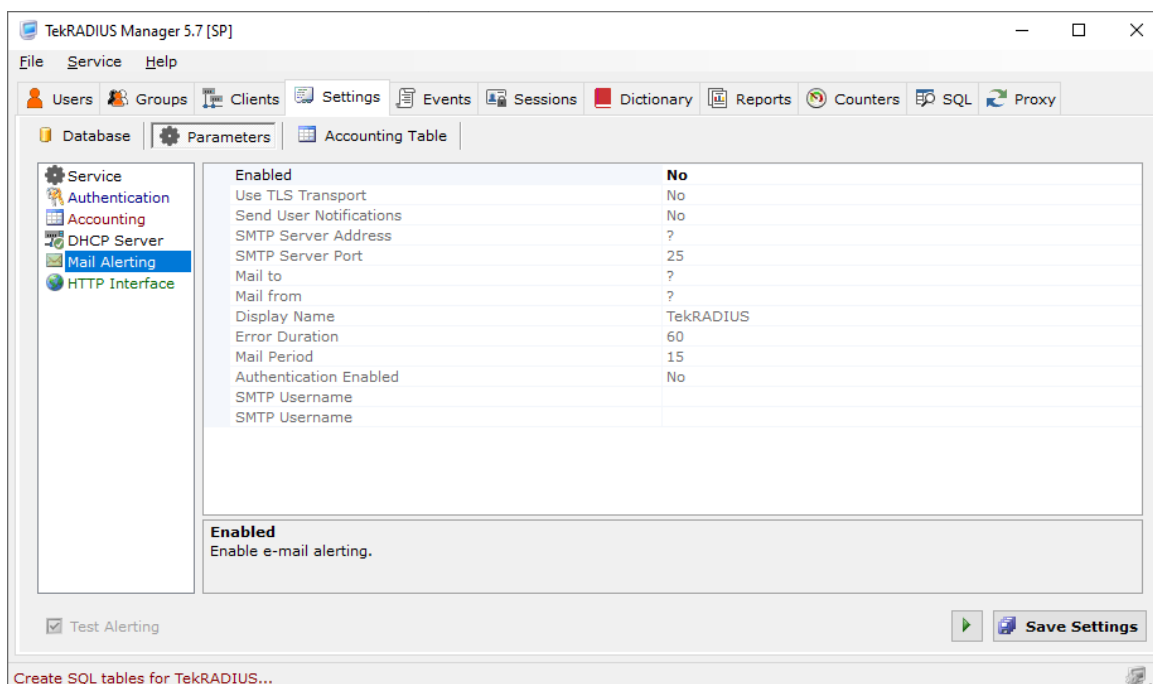 TekRADIUS Manager 5.7 [SP]
File Service Help
Users Groups Clients Settings Events Sessions Dictionary Reports Counters SQL Proxy
Database Parameters Accounting Table
Service
Authentication
Accounting
DHCP Server
Mail Alerting
HTTP Interface
Enabled No
Use TLS Transport No
Send User Notifications No
SMTP Server Address ?
SMTP Server Port 25
Mail to ?
Mail from ?
Display Name TekRADIUS
Error Duration 60
Mail Period 15
Authentication Enabled No
SMTP Username
SMTP Username
Enabled
Enable e-mail alerting.
Test Alerting
Save Settings
Create SQL tables for TekRADIUS...